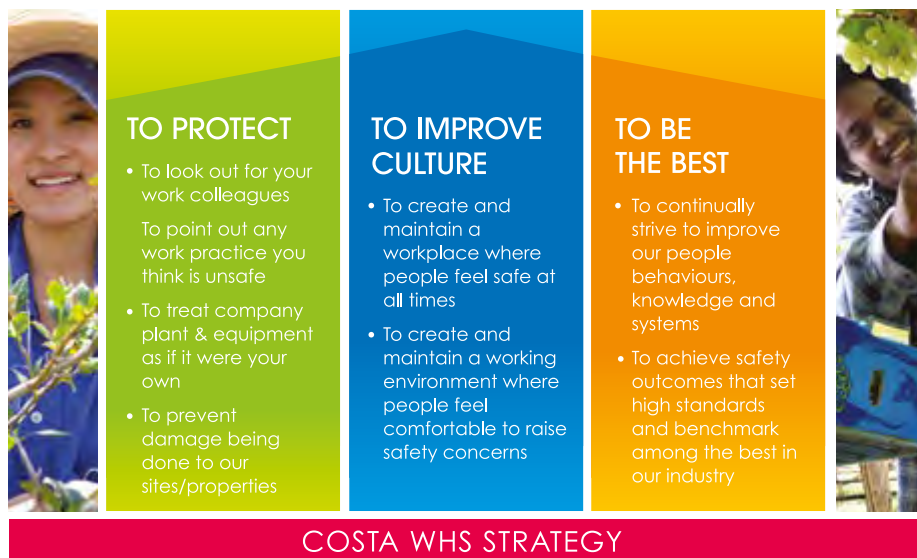 TO PROTECT
• To look out for your
work colleagues
To point out any
work practice you
think is unsafe
• To treat company
plant & equipment
as if it were your
own
• To prevent
damage being
done to our
sites/properties
TO IMPROVE
CULTURE
• To create and
maintain a
workplace where
people feel safe at
all times
• To create and
maintain a working
environment where
people feel
comfortable to raise
safety concerns
TO BE
THE BEST
• To continually
strive to improve
our people
behaviours,
knowledge and
systems
• To achieve safety
outcomes that set
high standards
and benchmark
among the best in
our industry
COSTA WHS STRATEGY